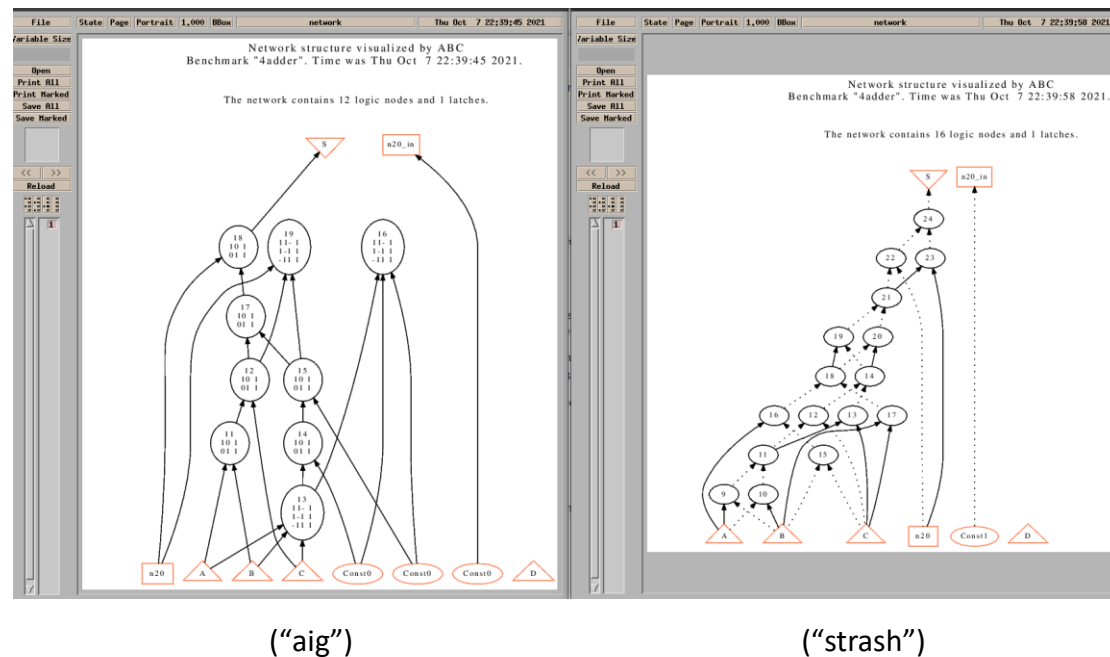 File
State Page Portrait 1,000 BBox network Thu Oct 7 22:39:45 2021
Variable Size
Open
Print All
Print Marked
Save All
Save Marked
<< >>
Reload
1
Network structure visualized by ABC
Benchmark "4adder". Time was Thu Oct 7 22:39:45 2021.
The network contains 12 logic nodes and 1 latches.
S n20_in
18
10 1
01 1
19
11- 1
1-1 1
-11 1
16
11- 1
1-1 1
-11 1
17
10 1
01 1
12
10 1
01 1
15
10 1
01 1
11
10 1
01 1
14
10 1
01 1
13
11- 1
1-1 1
-11 1
n20 A B C Const0 Const0 Const0 D
("aig")
File
State Page Portrait 1,000 BBox network Thu Oct 7 22:39:58 2021
Variable Size
Open
Print All
Print Marked
Save All
Save Marked
<< >>
Reload
1
Network structure visualized by ABC
Benchmark "4adder". Time was Thu Oct 7 22:39:58 2021.
The network contains 16 logic nodes and 1 latches.
S n20_in
24
22 23
21
19 20
18 14
16 12 13 17
11 15
9 10
A B C n20 Const1 D
("strash")